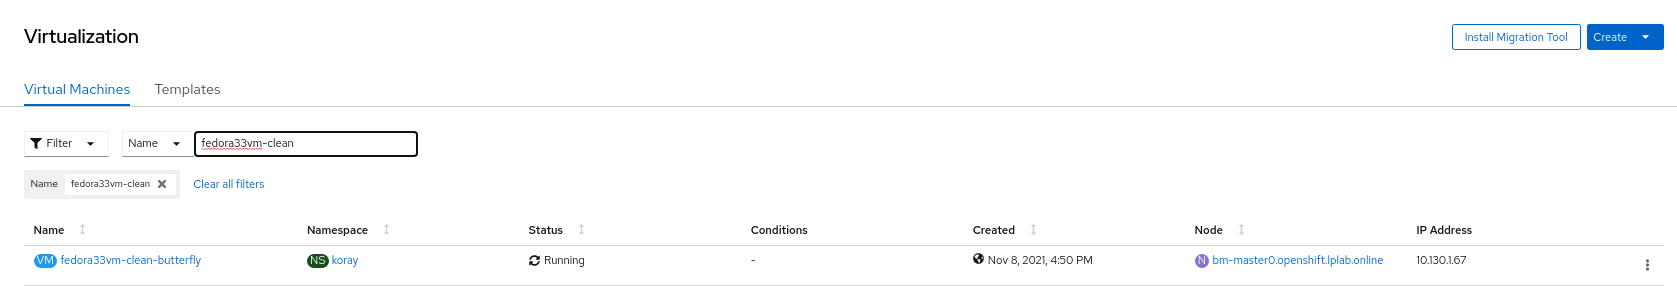 Virtualization
Install Migration Tool Create
Virtual Machines Templates
Filter Name fedora33vm-clean
Name fedora33vm-clean Clear all filters
Name Namespace Status Conditions Created Node IP Address
VM fedora33vm-clean-butterfly NS koray Running - Nov 8, 2021, 4:50 PM N bm-master0.openshift.lplab.online 10.130.1.67